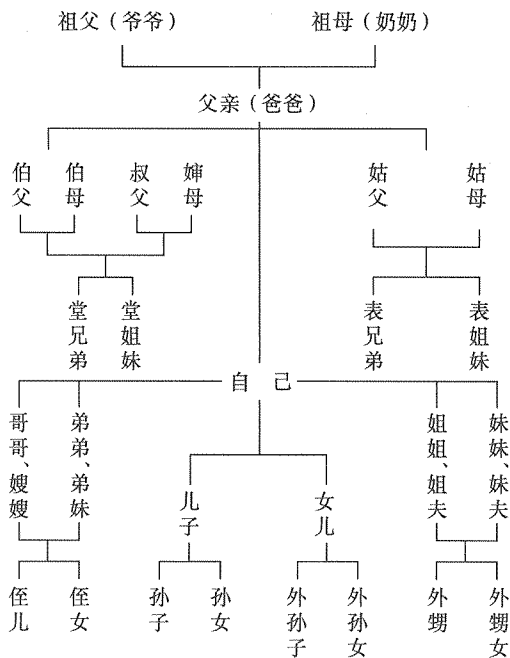 祖父（爷爷）
祖母（奶奶）
父亲（爸爸）
伯父
伯母
叔父
婶母
姑父
姑母
堂兄弟
堂姐妹
表兄弟
表姐妹
自己
哥哥、嫂嫂
弟弟、弟妹
姐姐、姐夫
妹妹、妹夫
儿子
女儿
侄儿
侄女
孙子
孙女
外孙子
外孙女
外甥
外甥女